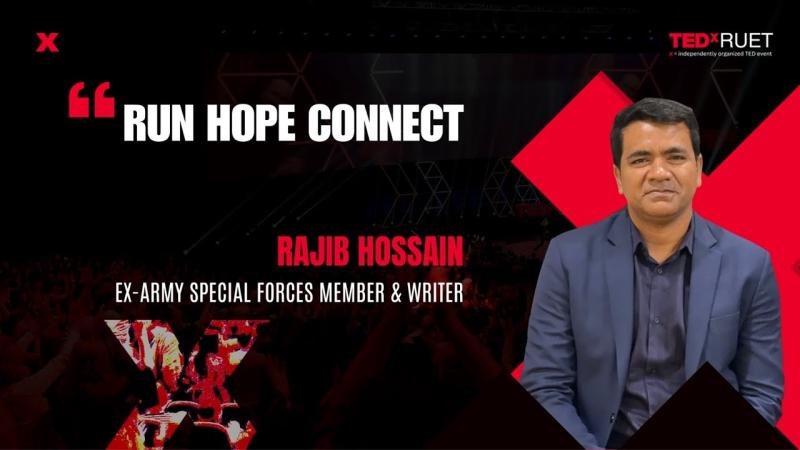 X
TEDxRUET
x = independently organized TED event
“RUN HOPE CONNECT
RAJIB HOSSAIN
EX-ARMY SPECIAL FORCES MEMBER & WRITER